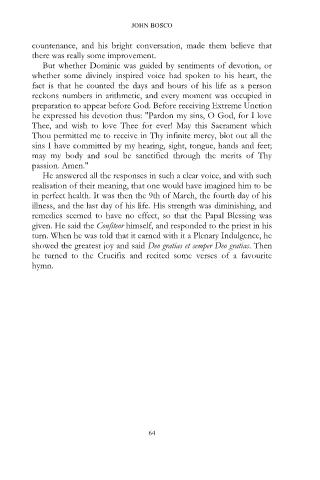 JOHN BOSCO
countenance, and his bright conversation, made them believe that
there was really some improvement.
But whether Dominic was guided by sentiments of devotion, or
whether some divinely inspired voice had spoken to his heart, the
fact is that he counted the days and hours of his life as a person
reckons numbers in arithmetic, and every moment was occupied in
preparation to appear before God. Before receiving Extreme Unction
he expressed his devotion thus: "Pardon my sins, O God, for I love
Thee, and wish to love Thee for ever! May this Sacrament which
Thou permitted me to receive in Thy infinite mercy, blot out all the
sins I have committed by my hearing, sight, tongue, hands and feet;
may my body and soul be sanctified through the merits of Thy
passion. Amen."
He answered all the responses in such a clear voice, and with such
realisation of their meaning, that one would have imagined him to be
in perfect health. It was then the 9th of March, the fourth day of his
illness, and the last day of his life. His strength was diminishing, and
remedies seemed to have no effect, so that the Papal Blessing was
given. He said the Confiteor himself, and responded to the priest in his
turn. When he was told that it carried with it a Plenary Indulgence, he
showed the greatest joy and said Deo gratias et semper Deo gratias. Then
he turned to the Crucifix and recited some verses of a favourite
hymn.
64